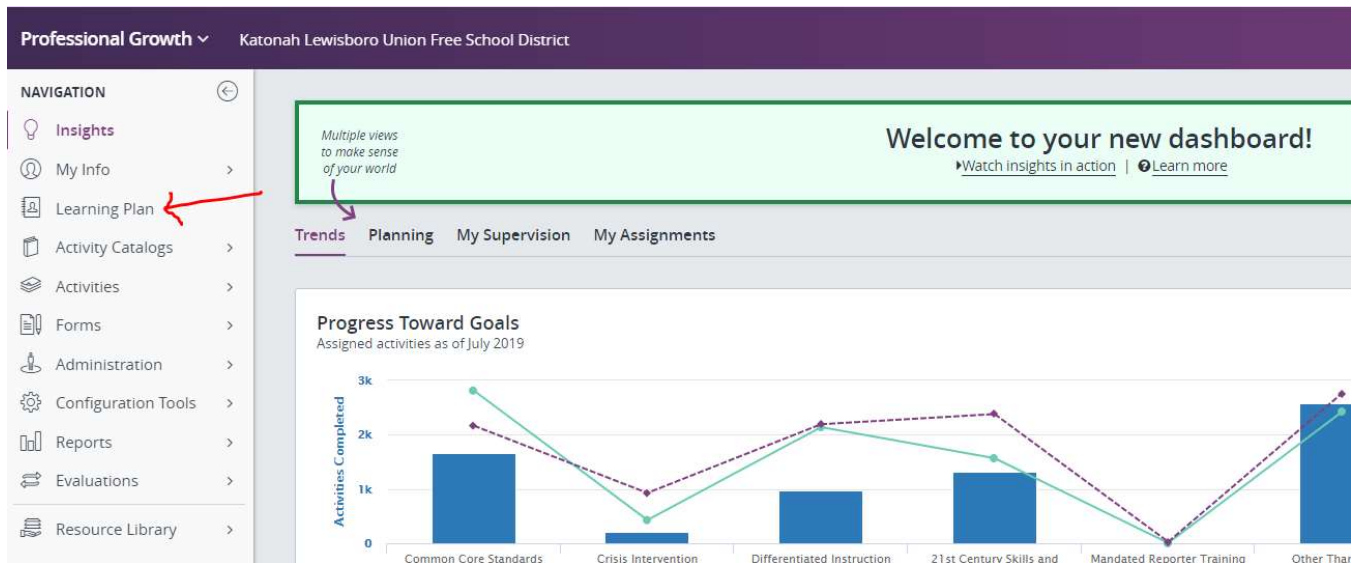 Professional Growth Katonah Lewisboro Union Free School District
NAVIGATION
Insights
My Info
Learning Plan
Activity Catalogs
Activities
Forms
Administration
Configuration Tools
Reports
Evaluations
Resource Library
Multiple views
to make sense
of your world
Welcome to your new dashboard!
Watch insights in action | Learn more
Trends Planning My Supervision My Assignments
Progress Toward Goals
Assigned activities as of July 2019
Activities Completed
3k
2k
1k
0
Common Core Standards Crisis Intervention Differentiated Instruction 21st Century Skills and Mandated Reporter Training Other Than